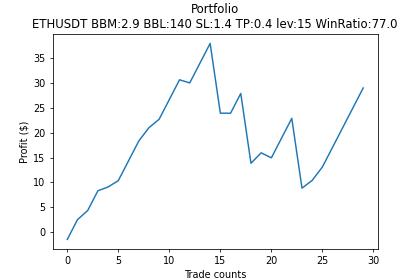 Portfolio
ETHUSDT BBM:2.9 BBL:140 SL:1.4 TP:0.4 lev:15 WinRatio:77.0
35
30
25
20
15
10
5
0
Profit ($)
0 5 10 15 20 25 30
Trade counts